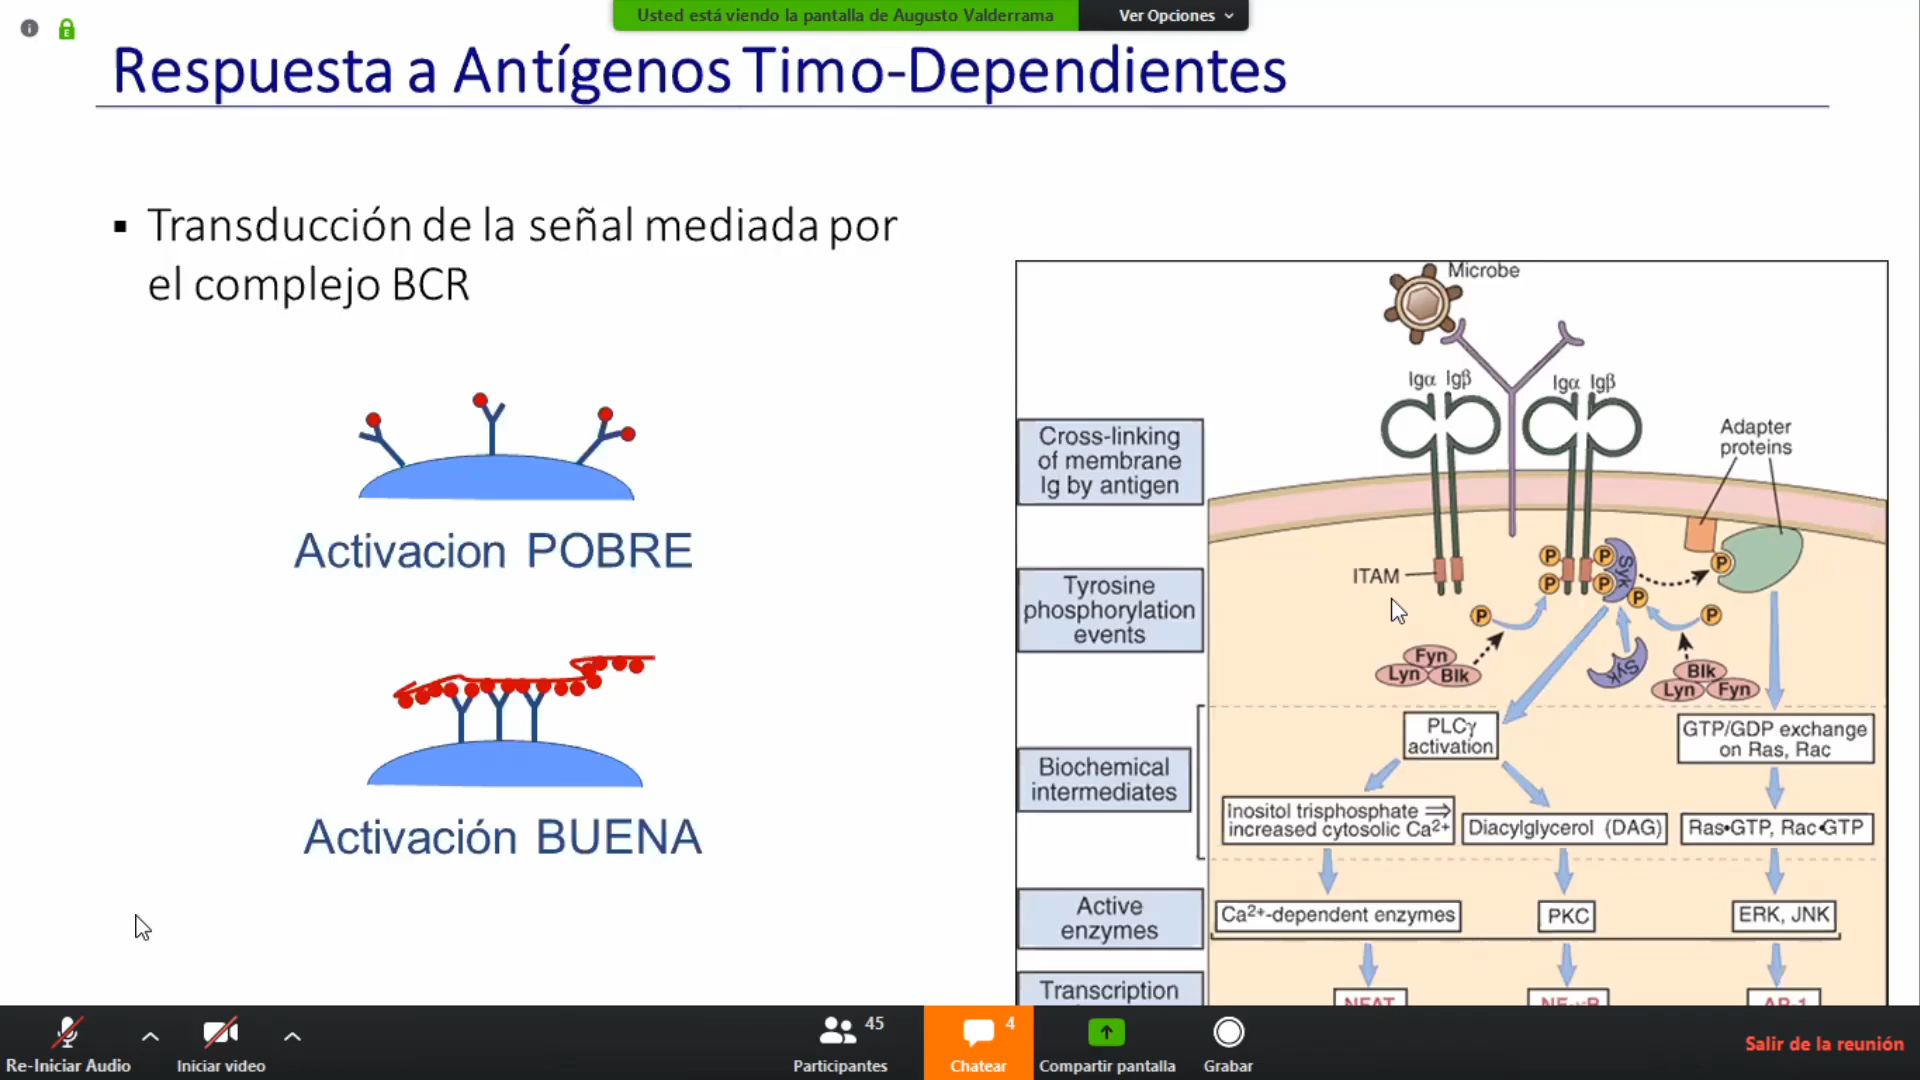 Usted está viendo la pantalla de Augusto Valderrama
Ver Opciones
Respuesta a Antígenos Timo-Dependientes
▪ Transducción de la señal mediada por
el complejo BCR
Activacion POBRE
Activación BUENA
Microbe
Igα Igβ
Igα Igβ
Adapter
proteins
Cross-linking
of membrane
Ig by antigen
Tyrosine
phosphorylation
events
ITAM
P
P
P
P
Syk
P
P
P
P
Fyn
Lyn Blk
Syk
Blk
Lyn Fyn
Biochemical
intermediates
PLCγ
activation
GTP/GDP exchange
on Ras, Rac
Inositol trisphosphate ⇒
increased cytosolic Ca2+
Diacylglycerol (DAG)
Ras•GTP, Rac•GTP
Active
enzymes
Ca2+-dependent enzymes
PKC
ERK, JNK
Transcription
NFAT
NF-κB
AP-1
Re-Iniciar Audio
Iniciar video
45
Participantes
4
Chatear
Compartir pantalla
Grabar
Salir de la reunión